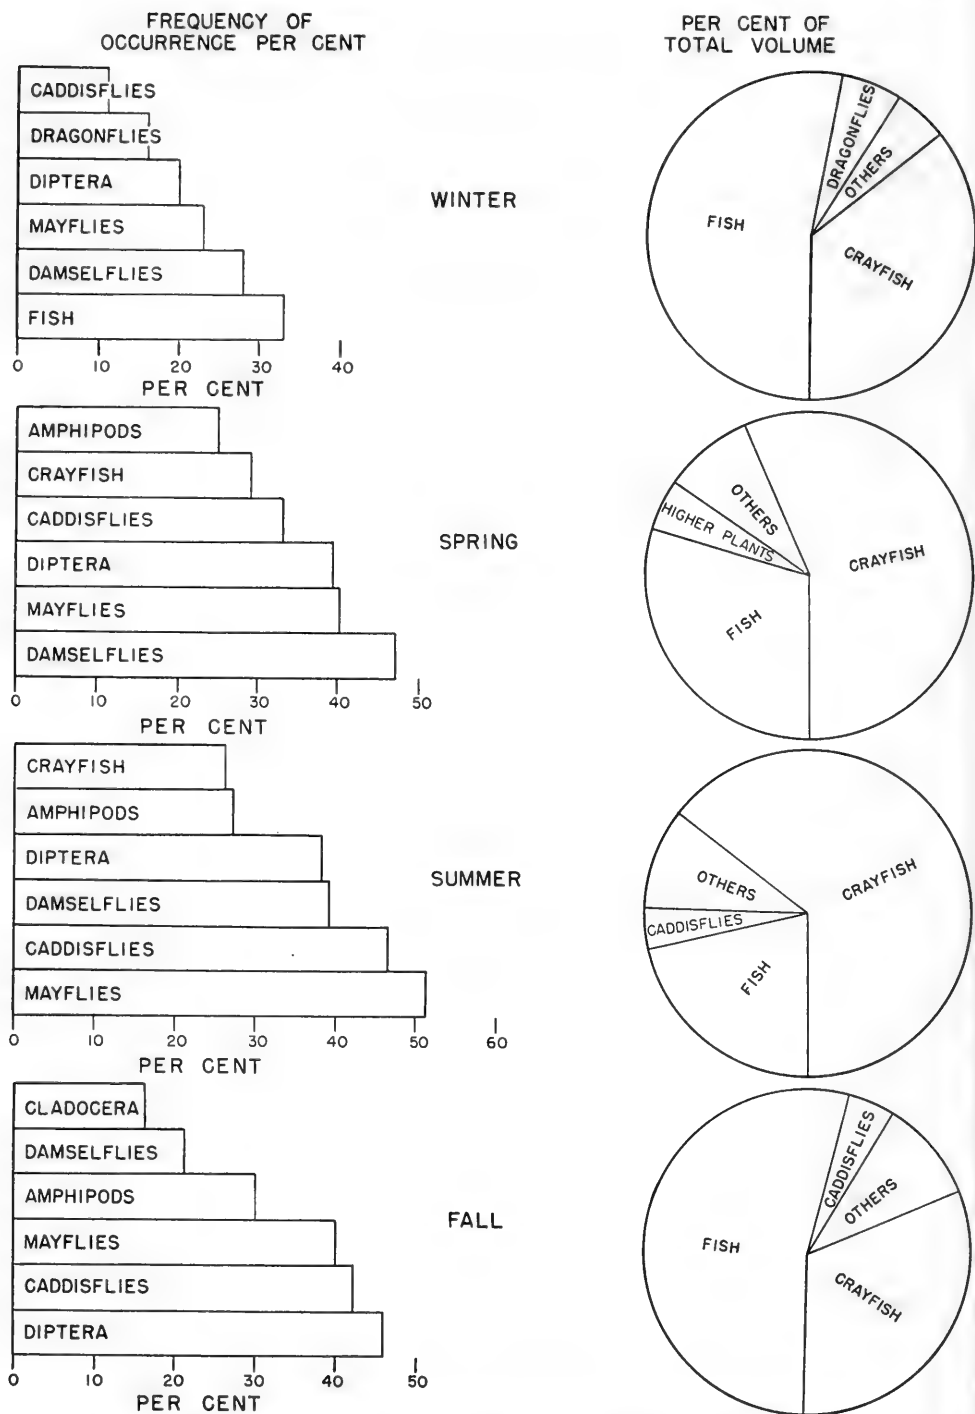 FREQUENCY OF
OCCURRENCE PER CENT
PER CENT OF
TOTAL VOLUME
CADDISFLIES
DRAGONFLIES
DIPTERA
MAYFLIES
DAMSELFLIES
FISH
0 10 20 30 40
PER CENT
WINTER
FISH
DRAGONFLIES
OTHERS
CRAYFISH
AMPHIPODS
CRAYFISH
CADDISFLIES
DIPTERA
MAYFLIES
DAMSELFLIES
0 10 20 30 40 50
PER CENT
SPRING
OTHERS
HIGHER PLANTS
FISH
CRAYFISH
CRAYFISH
AMPHIPODS
DIPTERA
DAMSELFLIES
CADDISFLIES
MAYFLIES
0 10 20 30 40 50 60
PER CENT
SUMMER
OTHERS
CADDISFLIES
FISH
CRAYFISH
CLADOCERA
DAMSELFLIES
AMPHIPODS
MAYFLIES
CADDISFLIES
DIPTERA
0 10 20 30 40 50
PER CENT
FALL
FISH
CADDISFLIES
OTHERS
CRAYFISH